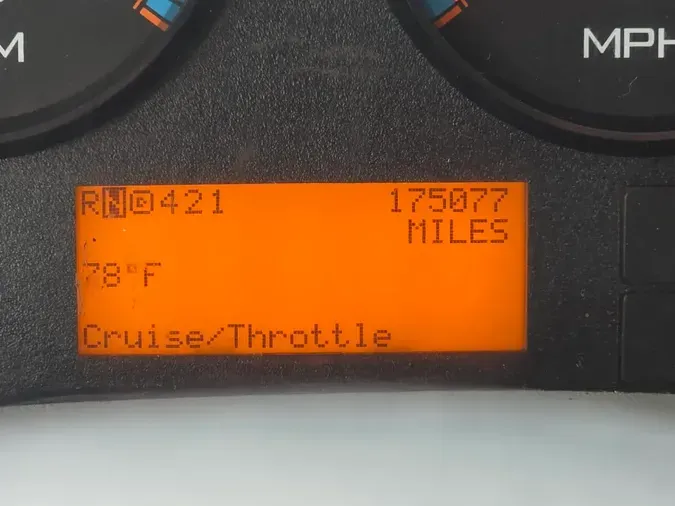 M
MPH
RNⒹ421 175077
MILES
78°F
Cruise/Throttle